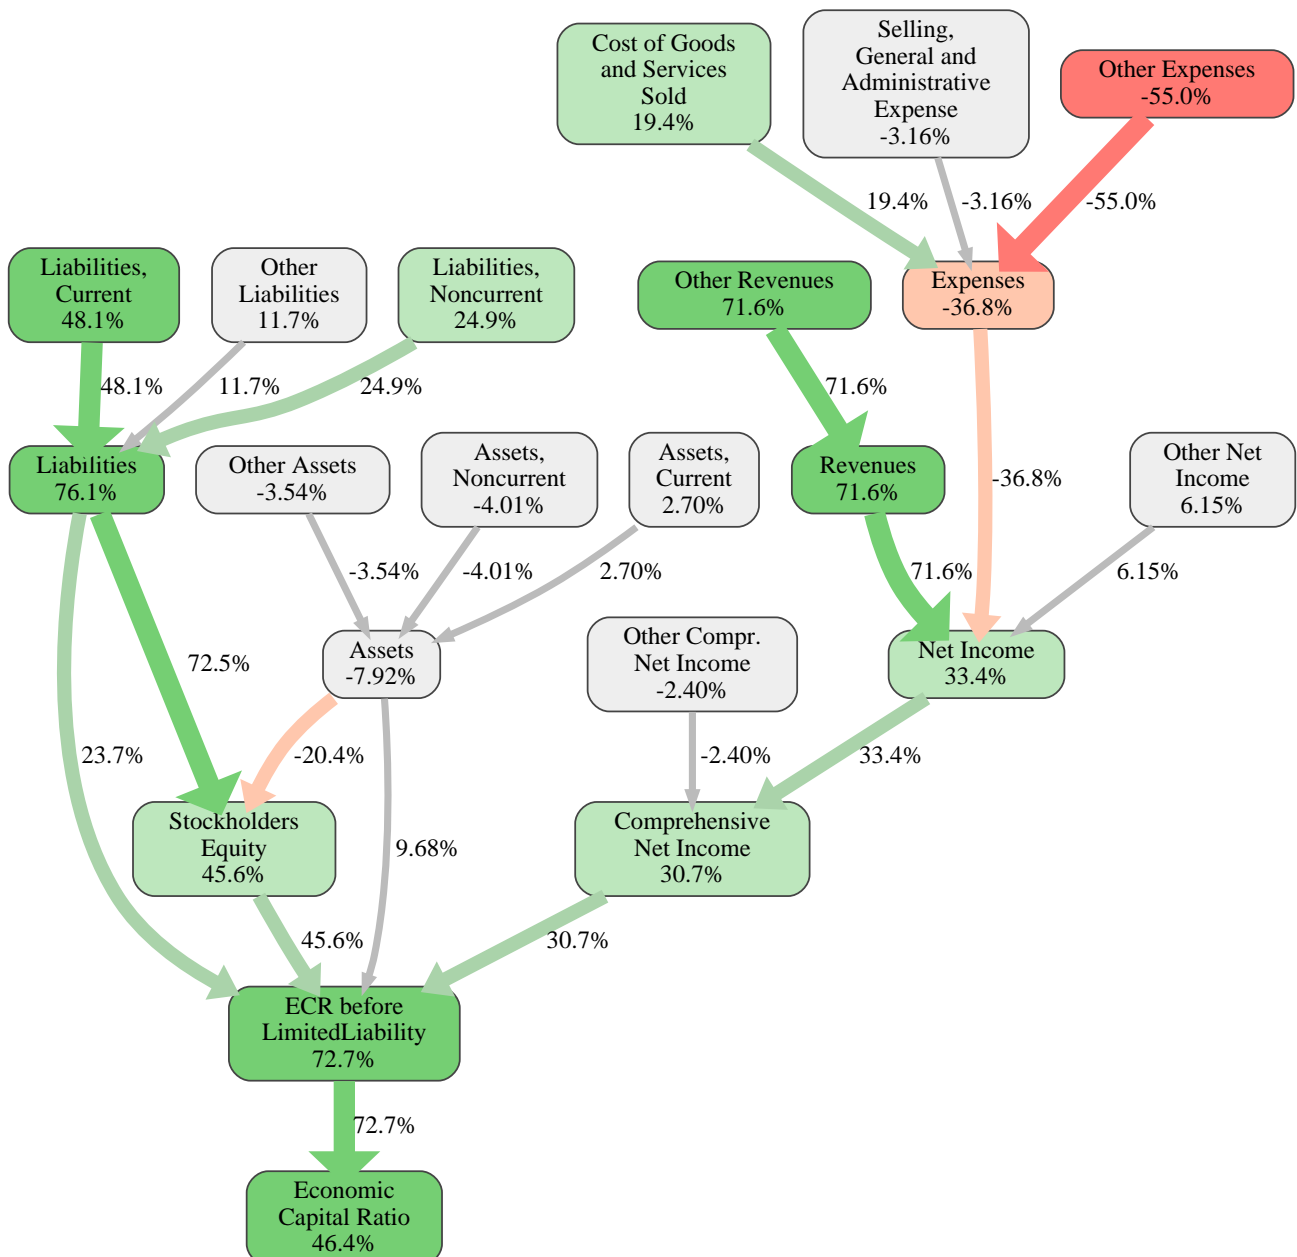 Cost of Goods
and Services
Sold
19.4%
Selling,
General and
Administrative
Expense
-3.16%
Other Expenses
-55.0%
19.4%
-3.16%
-55.0%
Liabilities,
Current
48.1%
Other
Liabilities
11.7%
Liabilities,
Noncurrent
24.9%
Other Revenues
71.6%
Expenses
-36.8%
48.1%
11.7%
24.9%
71.6%
Liabilities
76.1%
Other Assets
-3.54%
Assets,
Noncurrent
-4.01%
Assets,
Current
2.70%
Revenues
71.6%
-36.8%
Other Net
Income
6.15%
-3.54%
-4.01%
2.70%
71.6%
6.15%
72.5%
Assets
-7.92%
Other Compr.
Net Income
-2.40%
Net Income
33.4%
23.7%
-20.4%
-2.40%
33.4%
Stockholders
Equity
45.6%
9.68%
Comprehensive
Net Income
30.7%
45.6%
30.7%
ECR before
LimitedLiability
72.7%
72.7%
Economic
Capital Ratio
46.4%